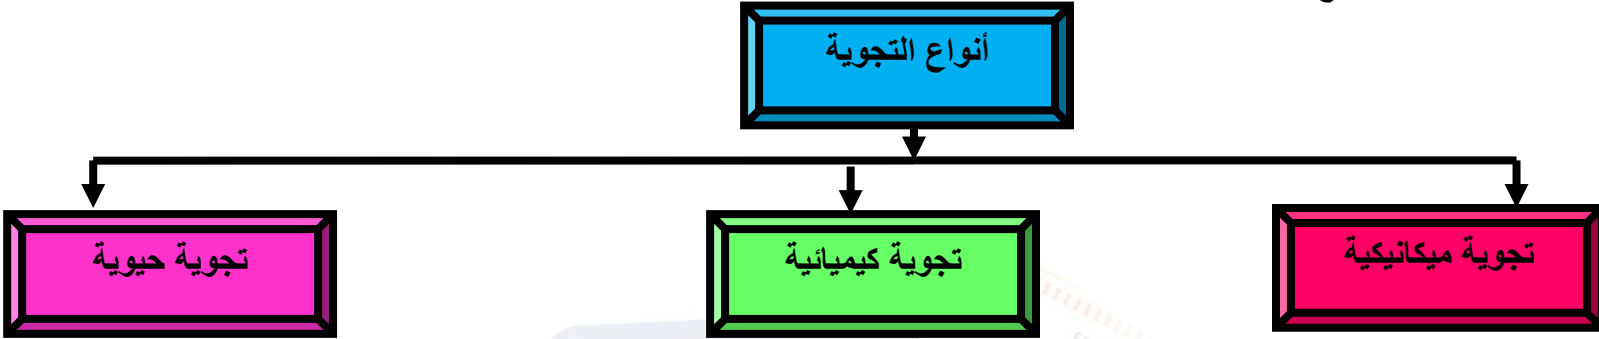 أنواع التجوية
تجوية ميكانيكية
تجوية كيميائية
تجوية حيوية